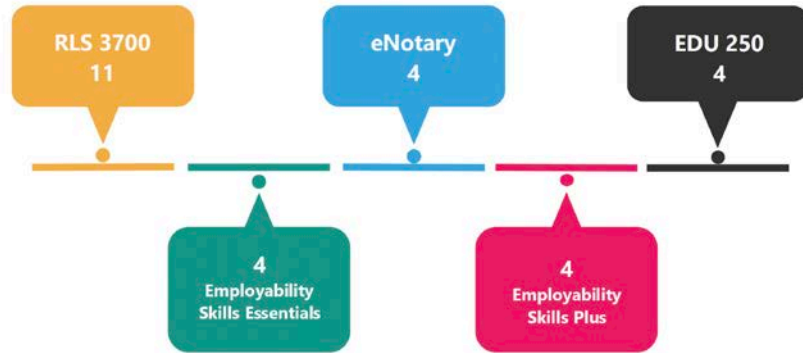 RLS 3700
11
eNotary
4
EDU 250
4
4
Employability
Skills Essentials
4
Employability
Skills Plus